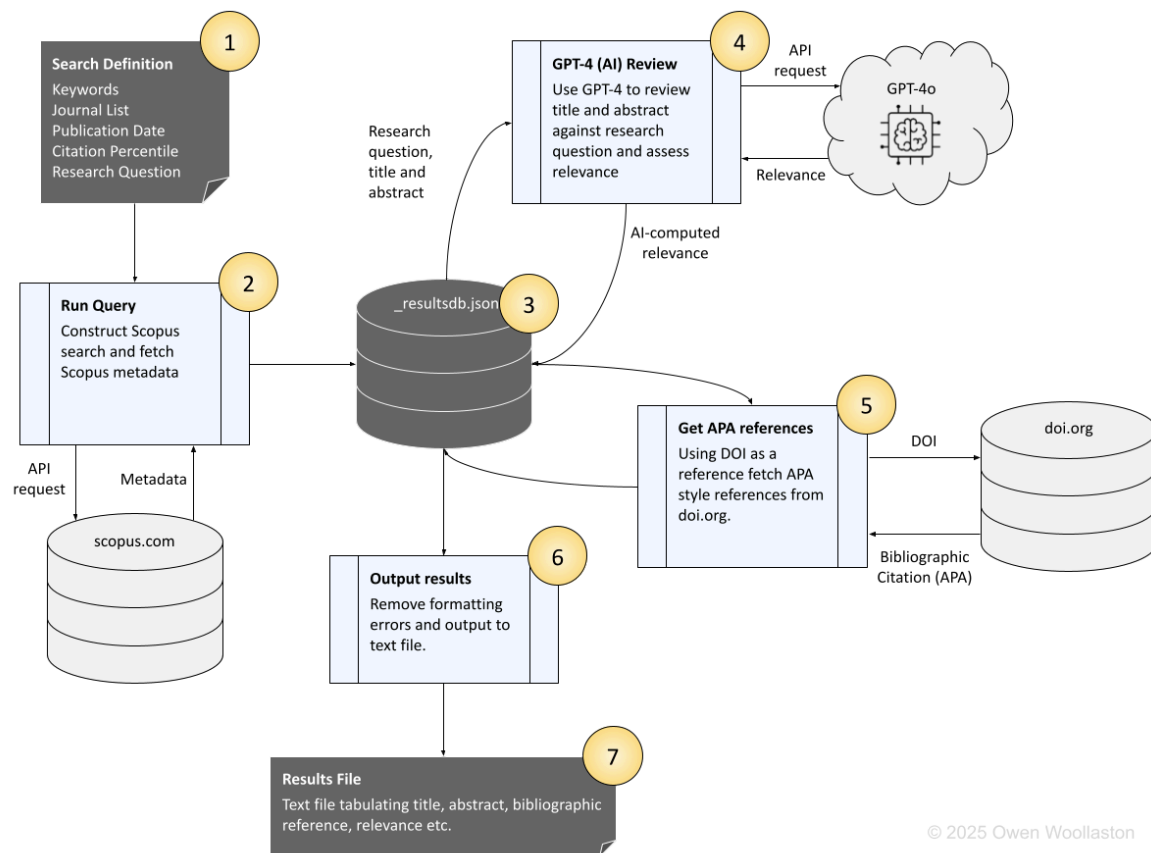 1
Search Definition
Keywords
Journal List
Publication Date
Citation Percentile
Research Question
2
Run Query
Construct Scopus
search and fetch
Scopus metadata
API
request
Metadata
scopus.com
3
_resultsdb.json
Research
question,
title and
abstract
4
GPT-4 (AI) Review
Use GPT-4 to review
title and abstract
against research
question and assess
relevance
API
request
GPT-4o
Relevance
AI-computed
relevance
5
Get APA references
Using DOI as a
reference fetch APA
style references from
doi.org.
DOI
doi.org
Bibliographic
Citation (APA)
6
Output results
Remove formatting
errors and output to
text file.
7
Results File
Text file tabulating title, abstract, bibliographic
reference, relevance etc.
© 2025 Owen Woollaston